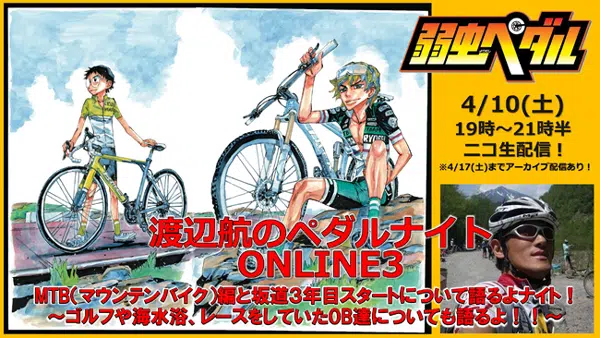 弱虫ペダル
4/10(土)
19時～21時半
ニコ生配信！
※4/17(土)までアーカイブ配信あり！
渡辺航のペダルナイト
ONLINE3
MTB(マウンテンバイク)編と坂道3年目スタートについて語るよナイト！
～ゴルフや海水浴、レースをしていたOB達についても語るよ！！～